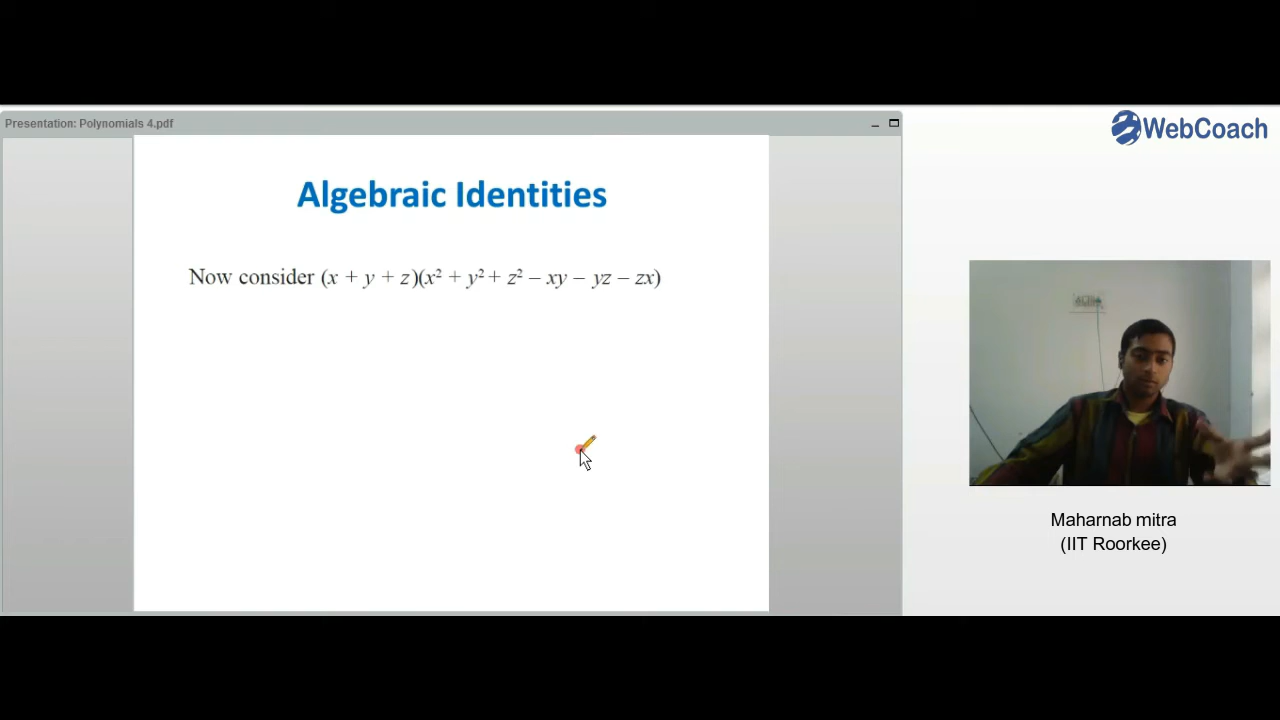 Presentation: Polynomials 4.pdf
WebCoach
Algebraic Identities
Now consider (x + y + z)(x² + y² + z² – xy – yz – zx)
Maharnab mitra
(IIT Roorkee)